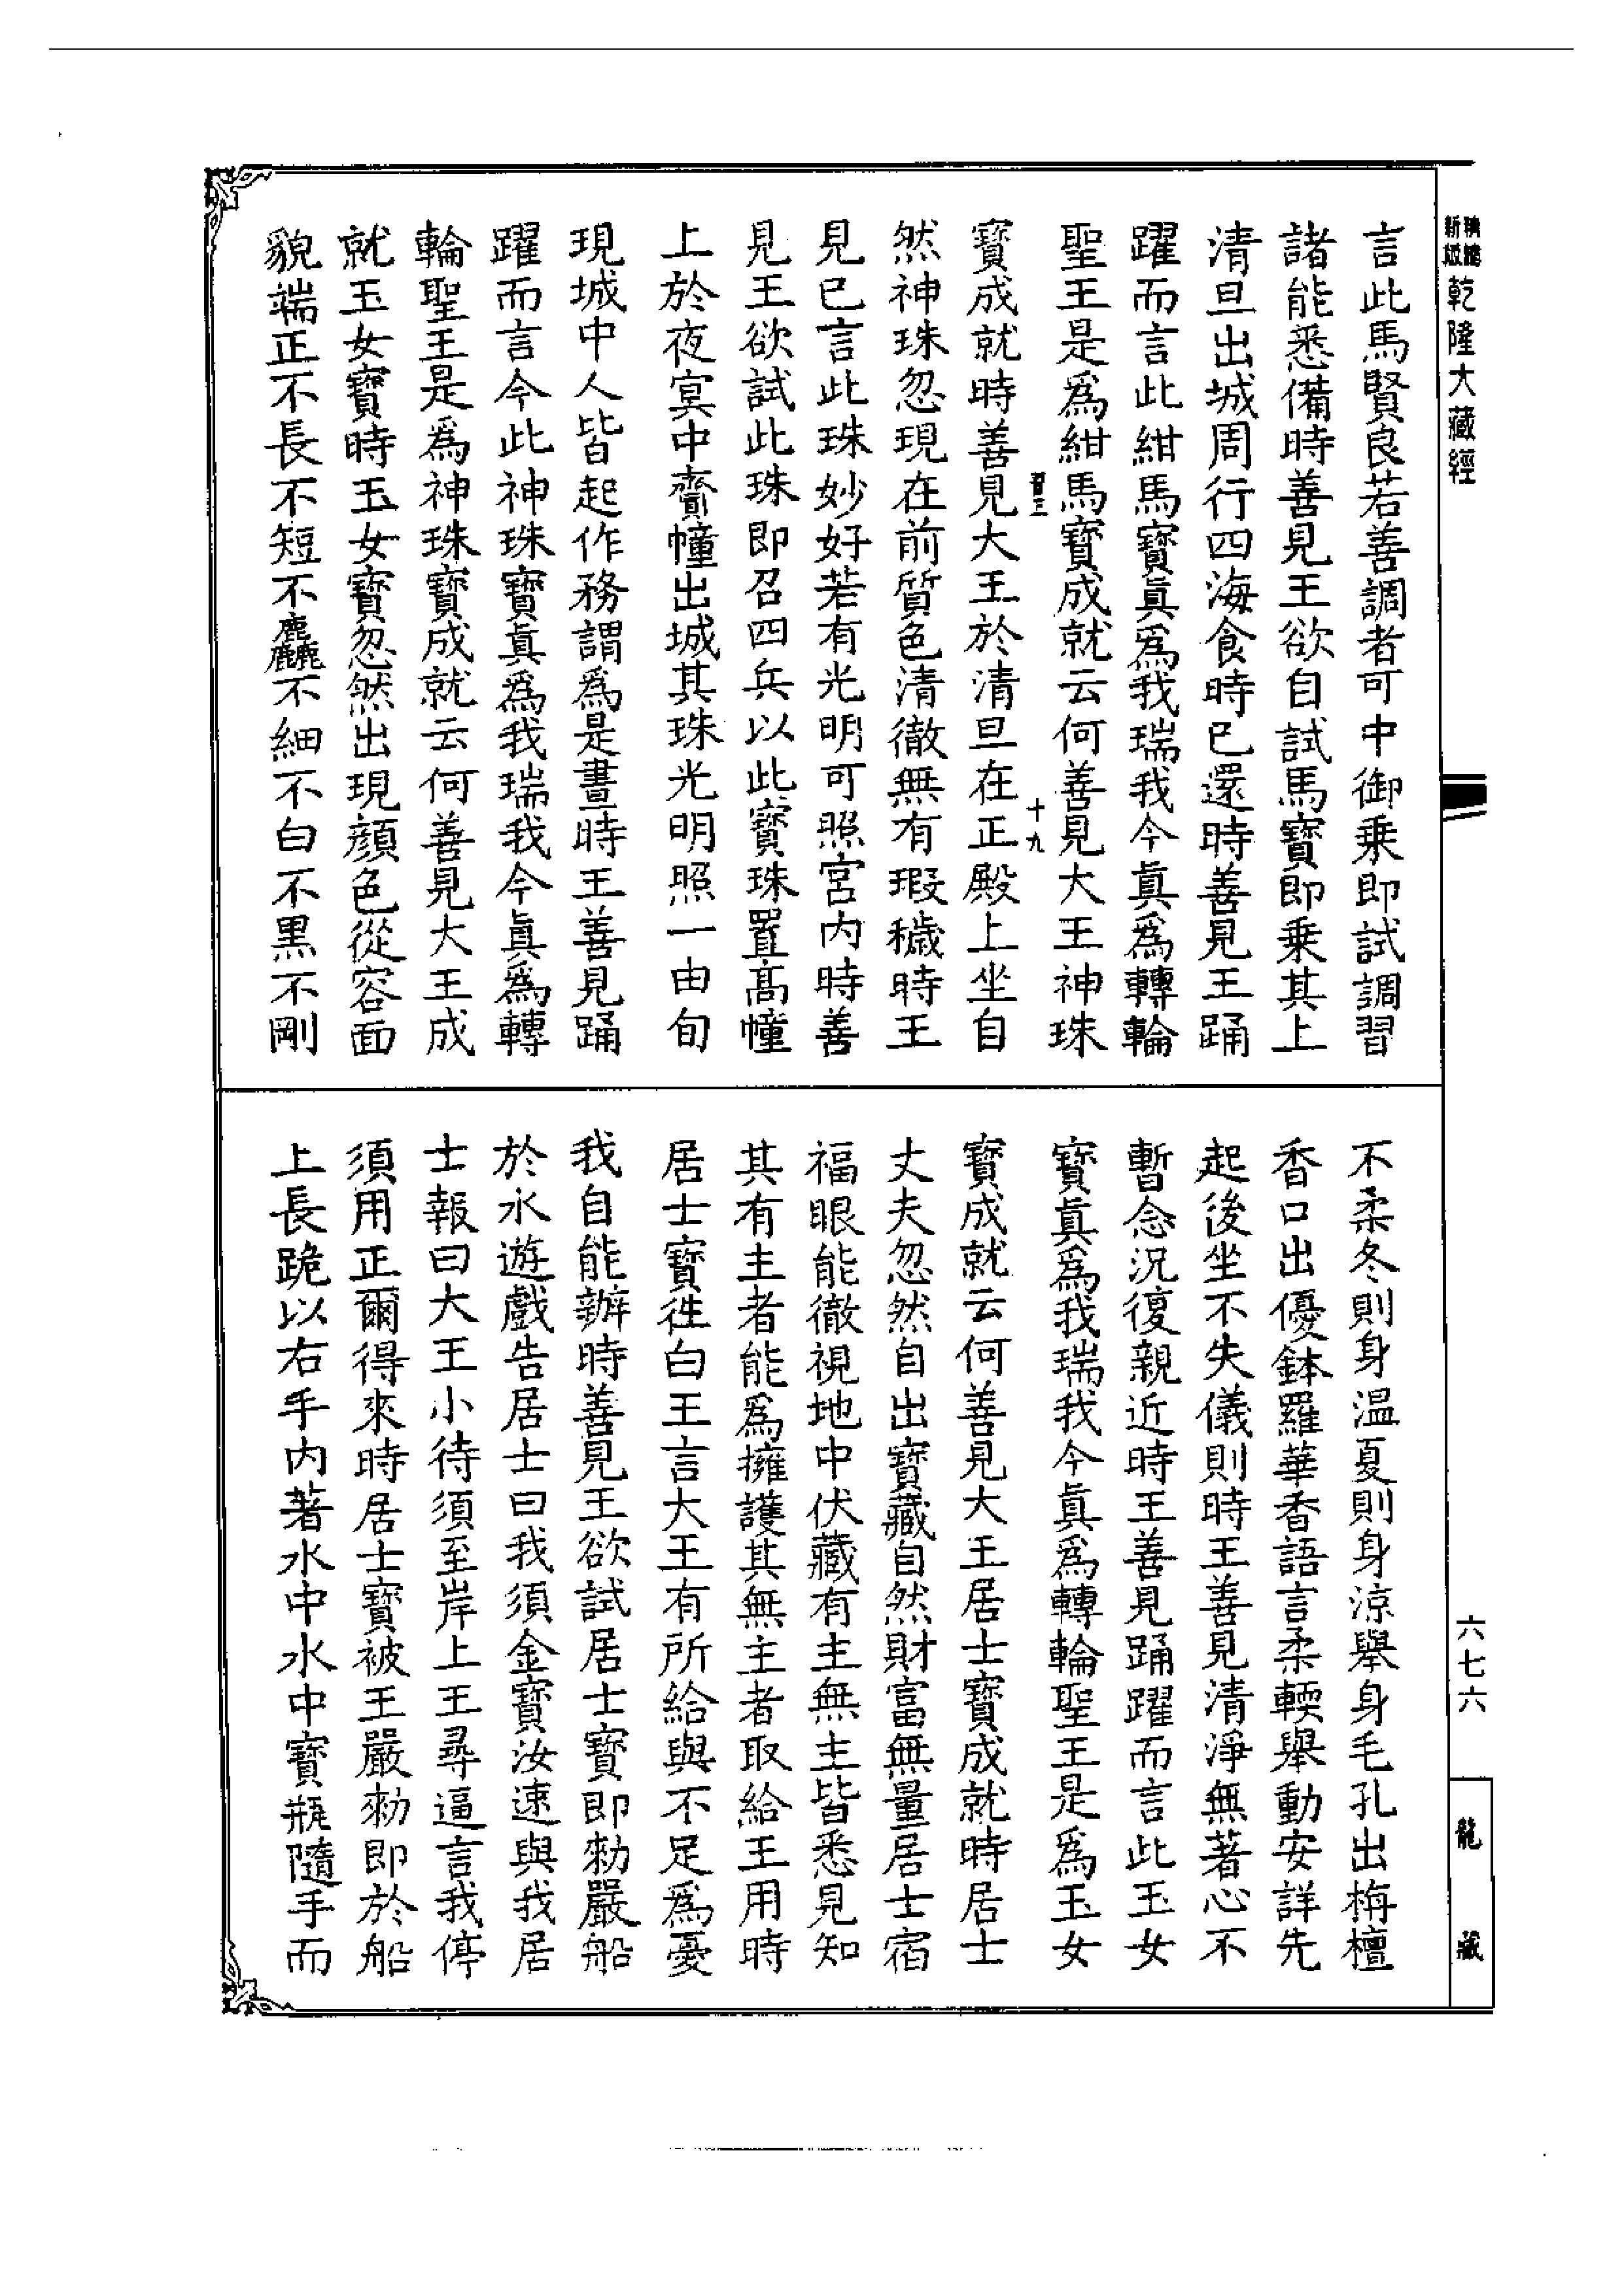 乾隆大藏經
言此馬賢良若善調者可中御乗即試調習
諸能悉備時善見王欲自試馬寶即乗其上
清旦出城周行四海食時已還時善見王踊
躍而言此紺馬寶眞爲我瑞我今眞爲轉輪
聖王是爲紺馬寶成就云何善見大王神珠
十九
寶成就時善見大王於清旦在正殿上坐自
然神珠忽現在前質色清徹無有瑕穢時王
見已言此珠妙好若有光明可照宮内時善
見王欲試此珠即召四兵以此寶珠置高幢
上於夜冥中齎幢出城其珠光明照一由旬
現城中人皆起作務謂爲是晝時王善見踊
躍而言今此神珠寶眞爲我瑞我今眞爲轉
輪聖王是爲神珠寶成就云何善見大王成
就玉女寶時玉女寶忽然出現顔色從容面
貌端正不長不短不麤不細不白不黒不剛
不柔冬則身溫夏則身涼舉身毛孔出栴檀
香口出優鉢羅華香語言柔輭舉動安詳先
起後坐不失儀則時王善見清淨無著心不
暫念況復親近時王善見踊躍而言此玉女
寶眞爲我瑞我今眞爲轉輪聖王是爲玉女
寶成就云何善見大王居士寶成就時居士
丈夫忽然自出寶藏自然財富無量居士宿
福眼能徹視地中伏藏有主無主皆悉見知
其有主者能爲擁護其無主者取給王用時
居士寶徃白王言大王有所給與不足爲憂
我自能辦時善見王欲試居士寶即勑嚴船
於水遊戲告居士曰我須金寶汝速與我居
士報曰大王小待須至岸上王尋逼言我停
須用正爾得來時居士寶被王嚴勑即於船
上長跪以右手内著水中水中寶瓶隨手而
六七六
龍藏